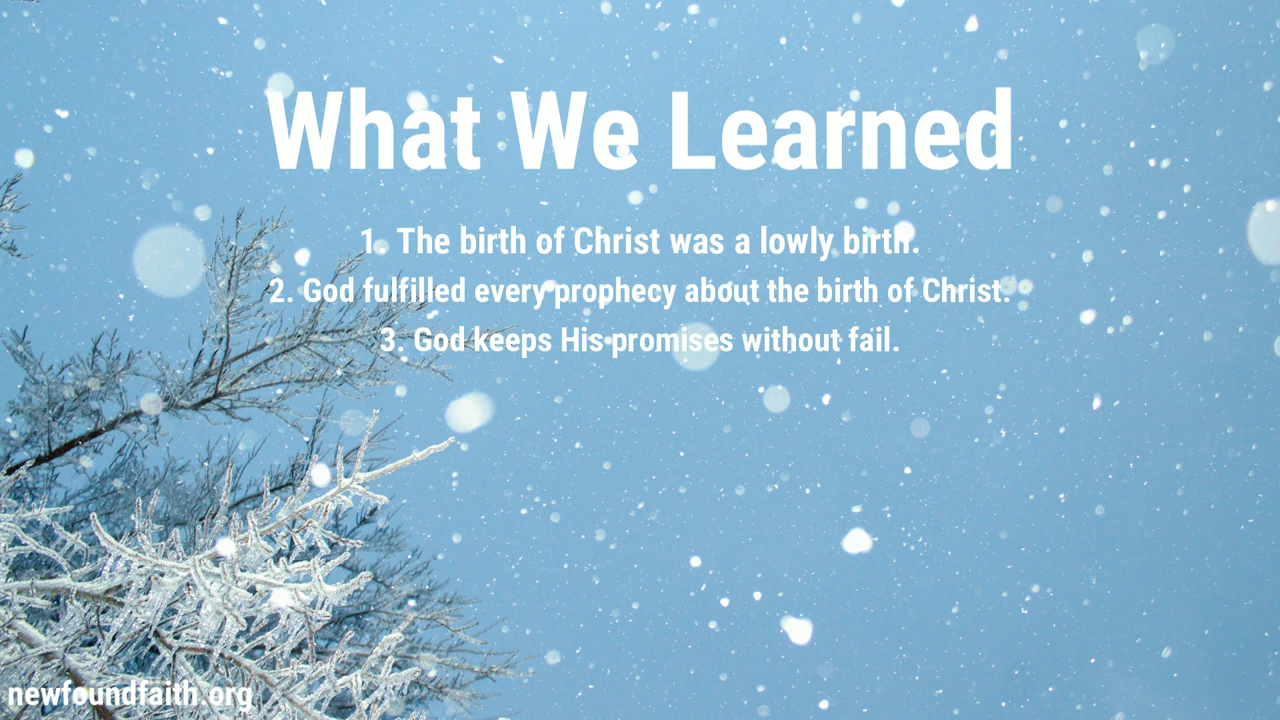 What We Learned
1. The birth of Christ was a lowly birth.
2. God fulfilled every prophecy about the birth of Christ.
3. God keeps His promises without fail.
newfoundfaith.org